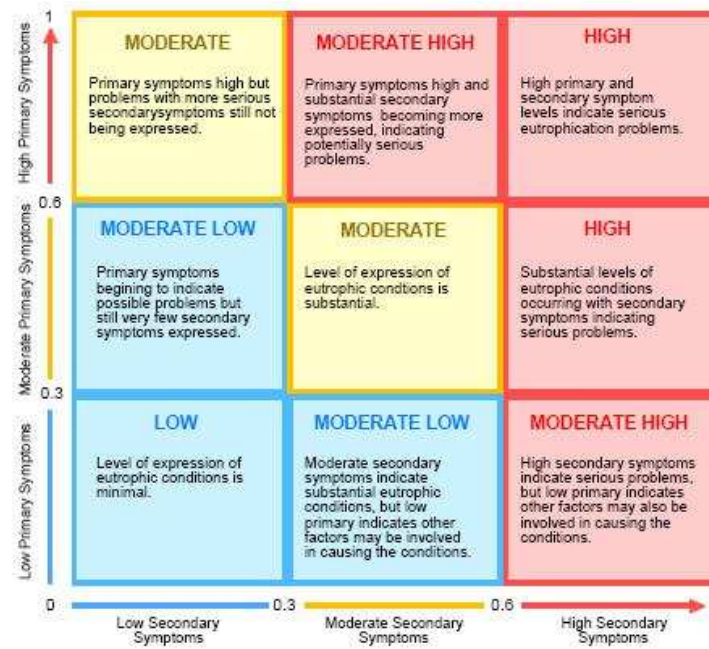 1
High Primary Symptoms
MODERATE
Primary symptoms high but
problems with more serious
secondarysymptoms still not
being expressed.
MODERATE HIGH
Primary symptoms high and
substantial secondary
symptoms becoming more
expressed, indicating
potentially serious
problems.
HIGH
High primary and
secondary symptom
levels indicate serious
eutrophication problems.
0.6
Moderate Primary Symptoms
MODERATE LOW
Primary symptoms
begining to indicate
possible problems but
still very few secondary
symptoms expressed.
MODERATE
Level of expression of
eutrophic condtions is
substantial.
HIGH
Substantial levels of
eutrophic conditions
occurring with secondary
symptoms indicating
serious problems.
0.3
Low Primary Symptoms
LOW
Level of expression of
eutrophic conditions is
minimal.
MODERATE LOW
Moderate secondary
symptoms indicate
substantial eutrophic
conditions, but low
primary indicates other
factors may be involved
in causing the conditions.
MODERATE HIGH
High secondary symptoms
indicate serious problems,
but low primary indicates
other factors may also be
involved in causing the
conditions.
0
0.3
0.6
Low Secondary
Symptoms
Moderate Secondary
Symptoms
High Secondary
Symptoms